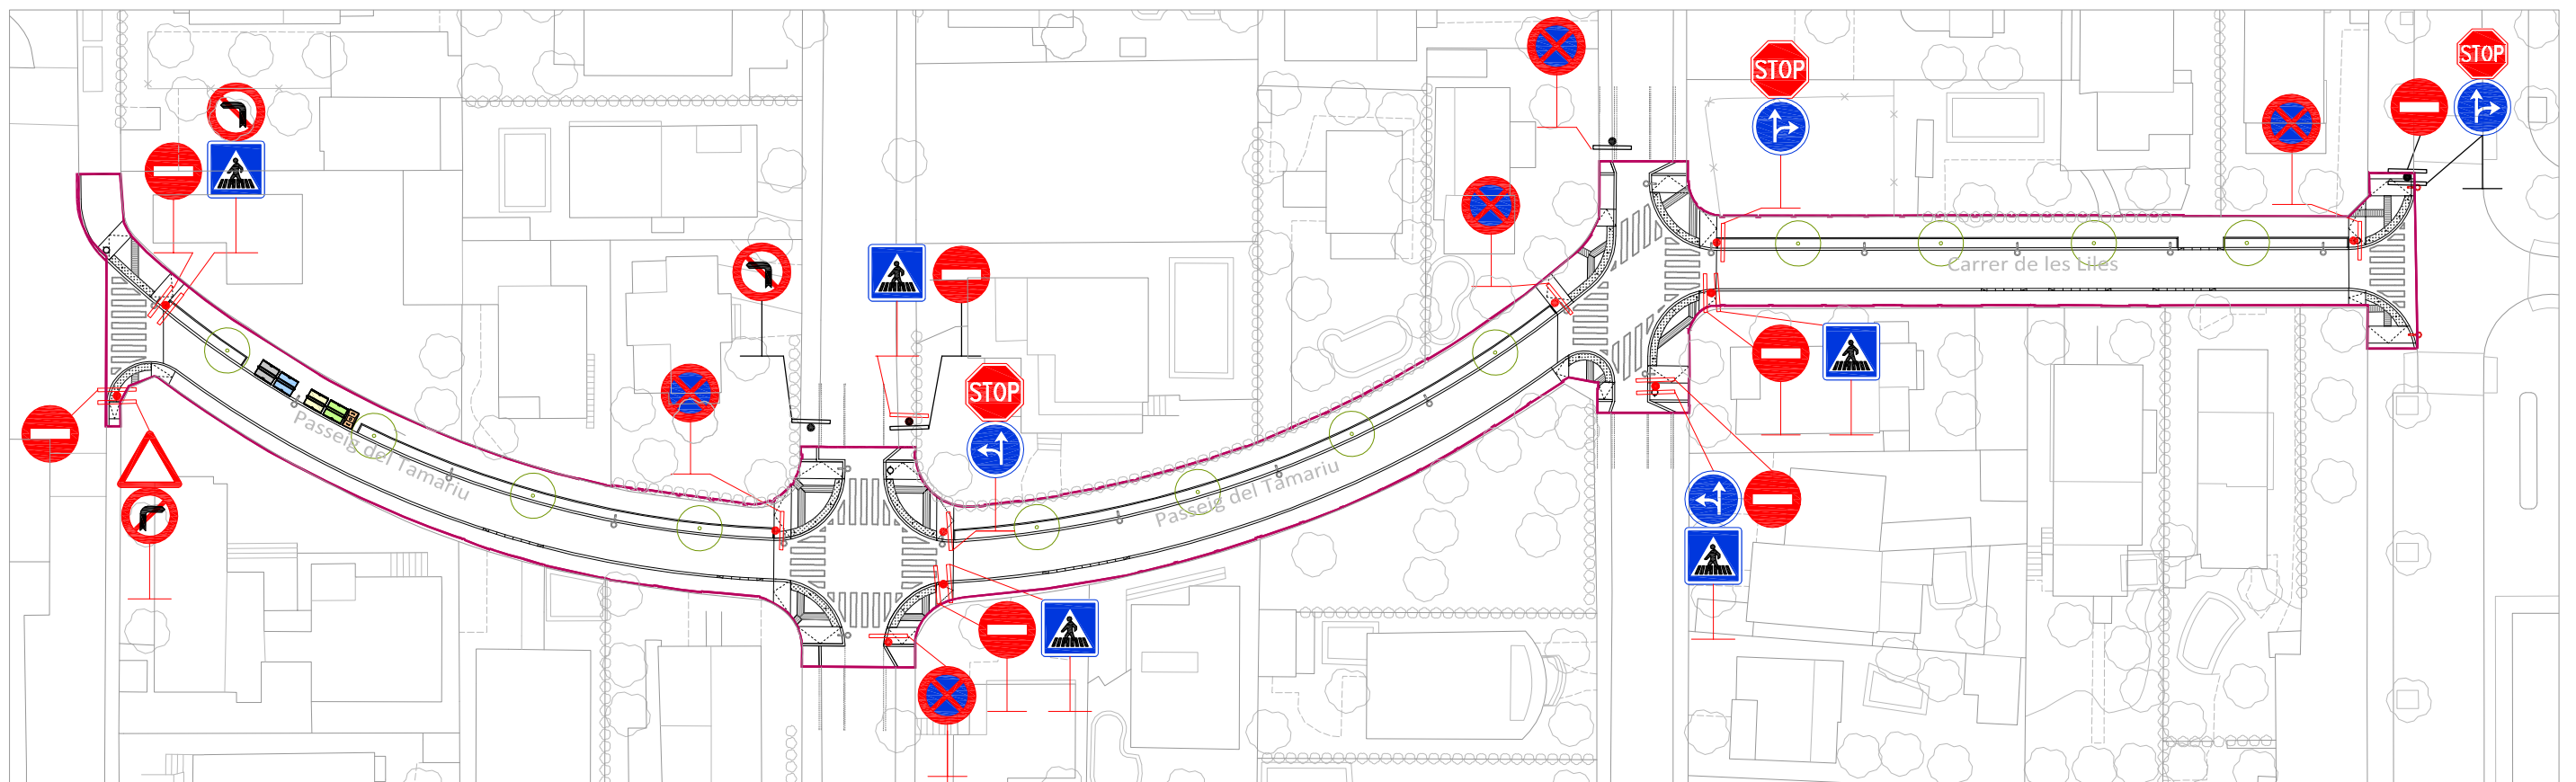 STOP
STOP
Carrer de les Liles
STOP
Passeig del Tamariu
Passeig del Tamariu